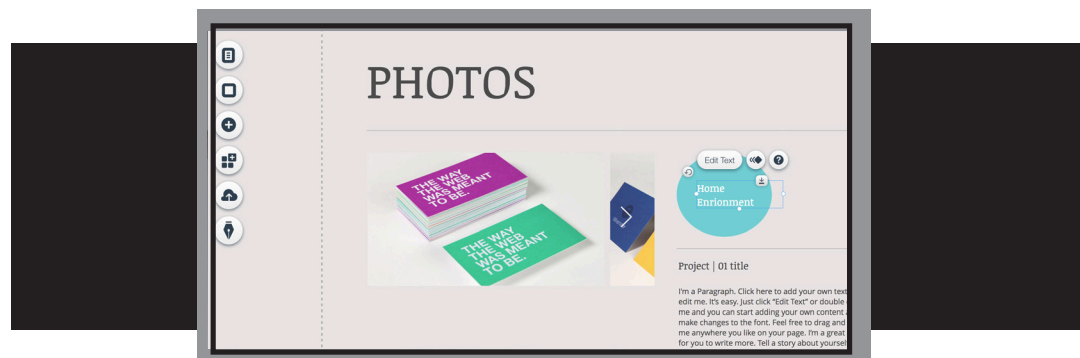 PHOTOS
THE WAY
THE WEB
WAS MEANT
TO BE.
THE WAY
THE WEB
WAS MEANT
TO BE.
Edit Text
Home
Enrionment
Project | 01 title
I'm a Paragraph. Click here to add your own text
edit me. It's easy. Just click “Edit Text” or double
me and you can start adding your own content
make changes to the font. Feel free to drag and
me anywhere you like on your page. I'm a great
for you to write more. Tell a story about yourself